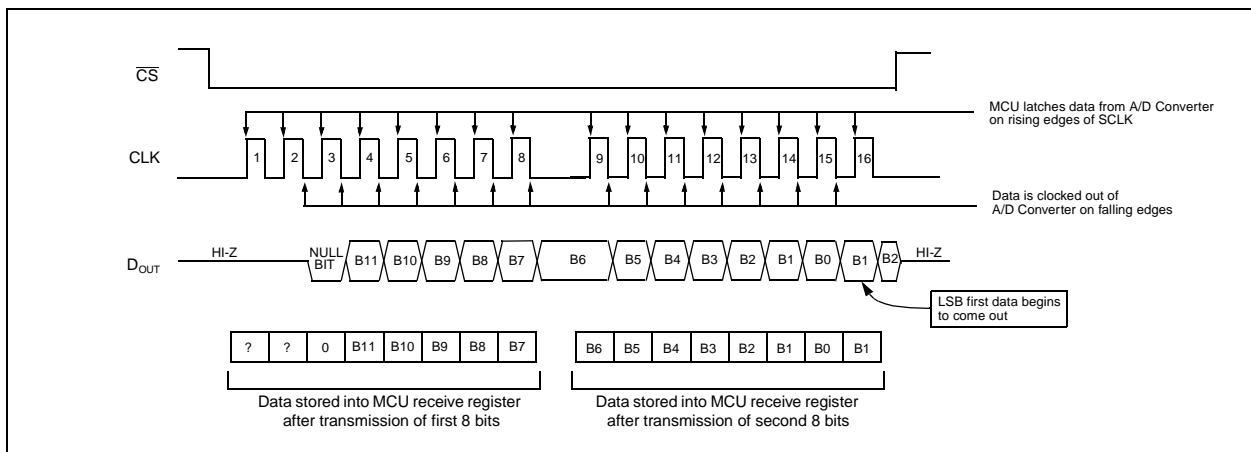 CS
MCU latches data from A/D Converter
on rising edges of SCLK
CLK
1 2 3 4 5 6 7 8 9 10 11 12 13 14 15 16
Data is clocked out of
A/D Converter on falling edges
HI-Z
NULL
BIT
B11 B10 B9 B8 B7 B6 B5 B4 B3 B2 B1 B0 B1 B2
HI-Z
DOUT
LSB first data begins
to come out
? ? 0 B11 B10 B9 B8 B7
B6 B5 B4 B3 B2 B1 B0 B1
Data stored into MCU receive register
after transmission of first 8 bits
Data stored into MCU receive register
after transmission of second 8 bits